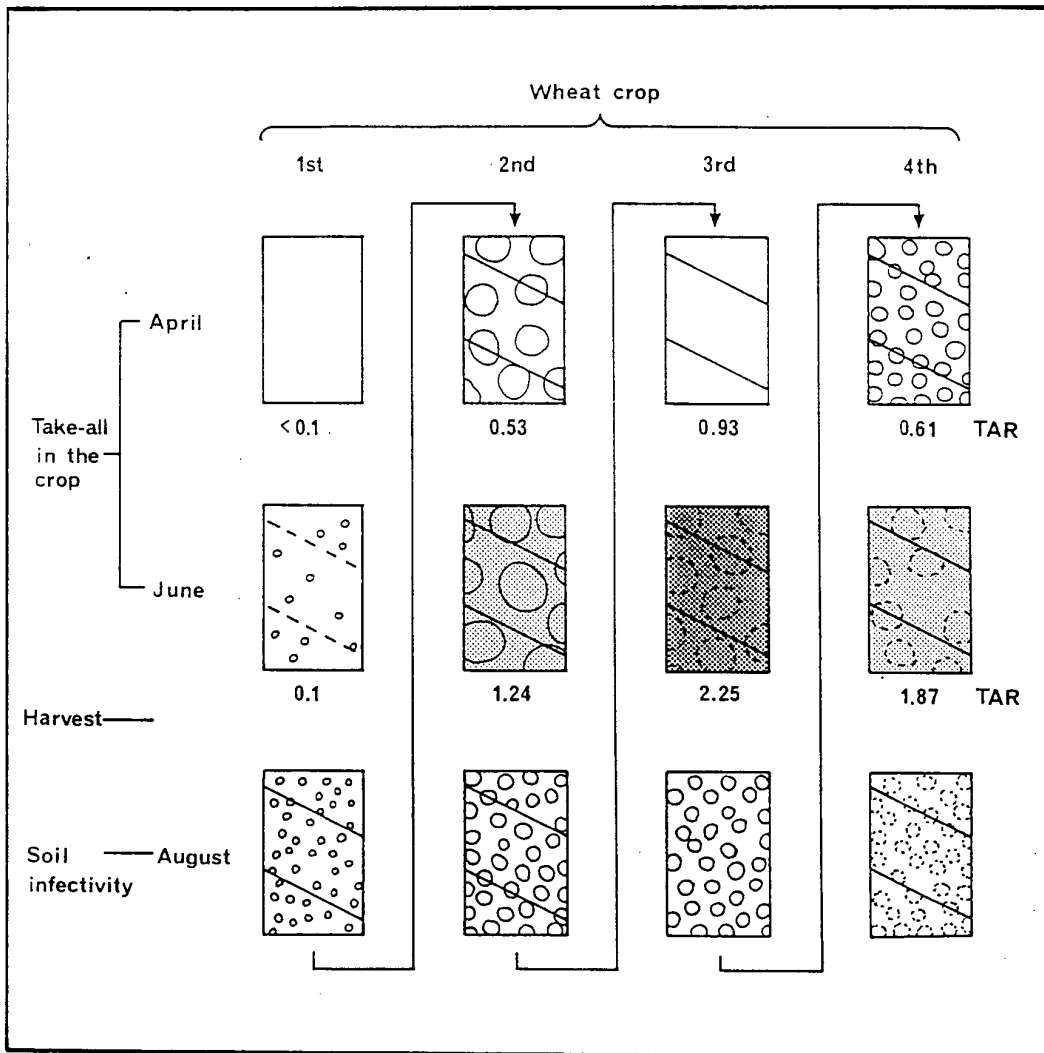 Wheat crop
1st 2nd 3rd 4th
April
<0.1 0.53 0.93 0.61 TAR
Take-all
in the
crop
June
0.1 1.24 2.25 1.87 TAR
Harvest
Soil
infectivity
August